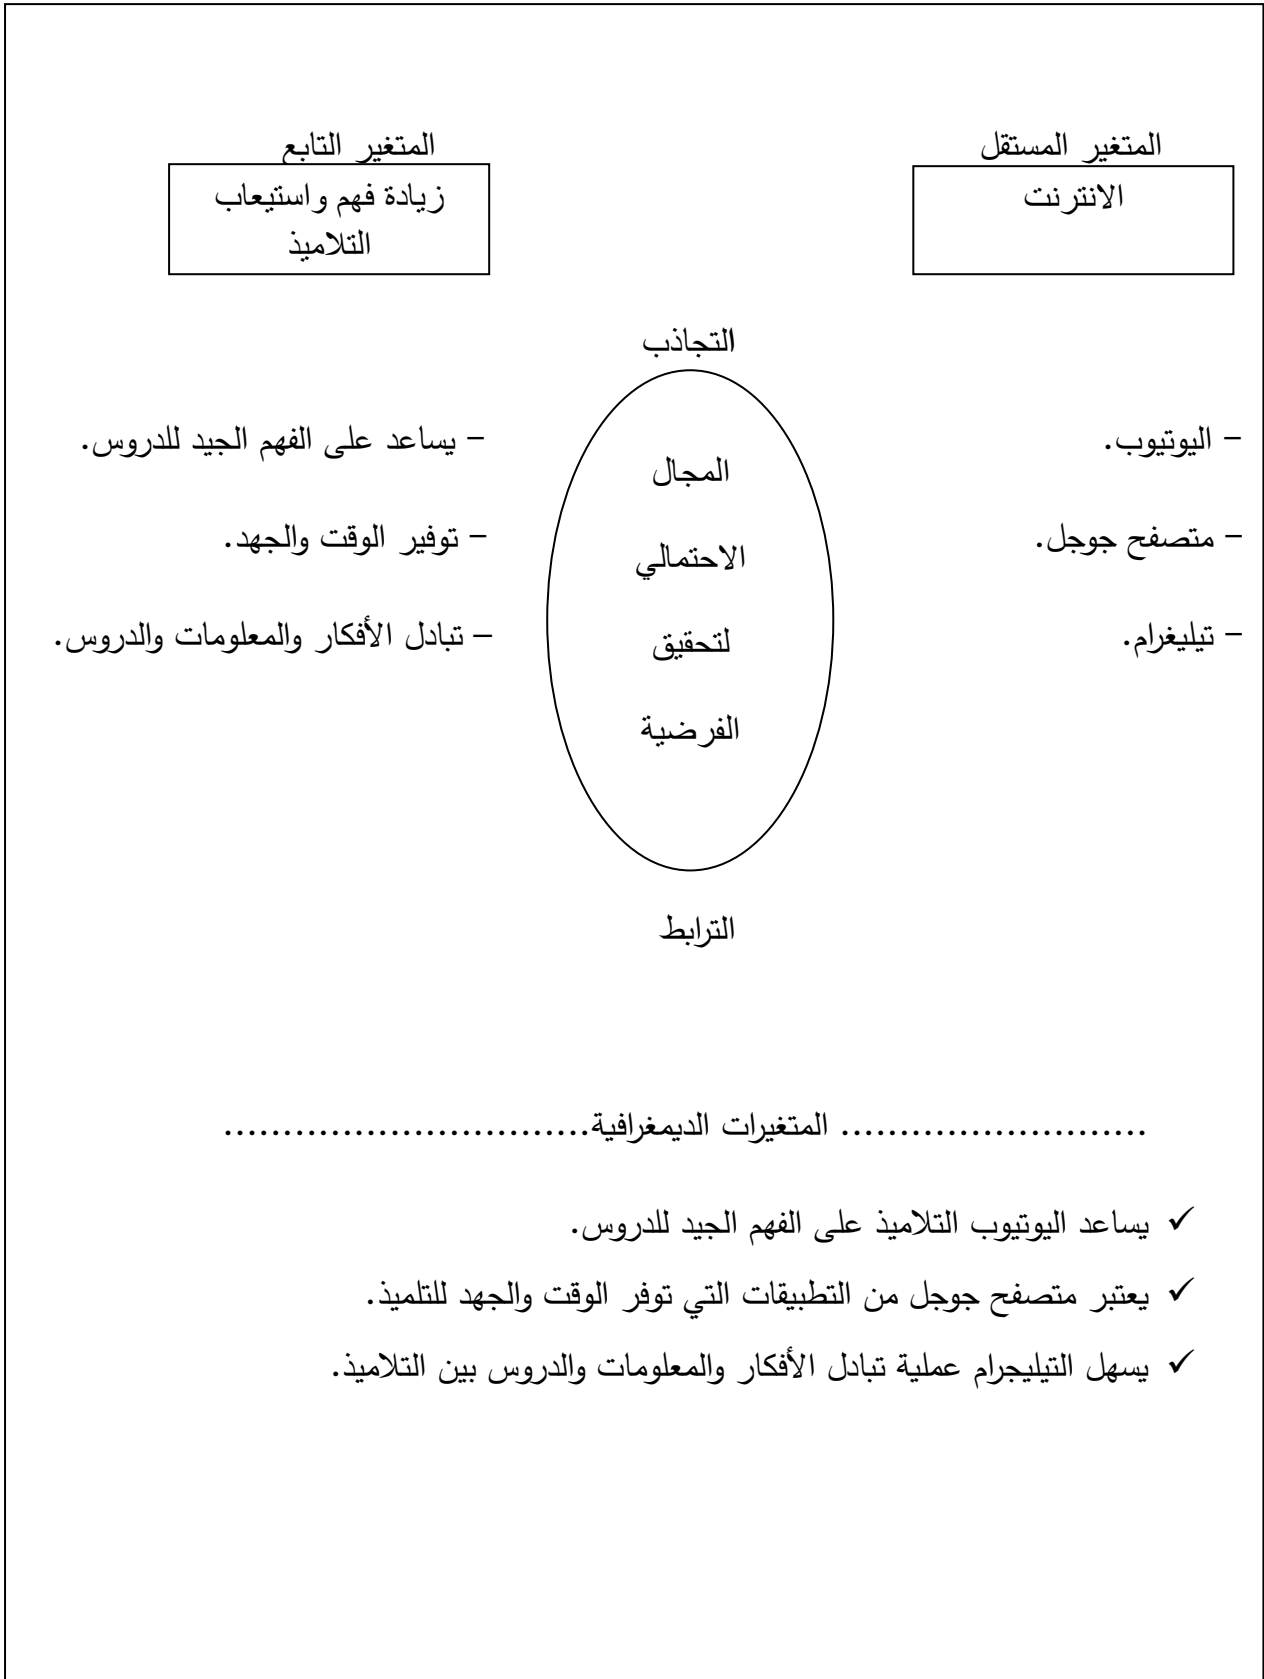 المتغير المستقل
المتغير التابع
الانترنت
زيادة فهم واستيعاب
التلاميذ
التجاذب
- اليوتيوب.
- متصفح جوجل.
- تيليغرام.
المجال
الاحتمالي
لتحقيق
الفرضية
- يساعد على الفهم الجيد للدروس.
- توفير الوقت والجهد.
- تبادل الأفكار والمعلومات والدروس.
الترابط
.......................... المتغيرات الديمغرافية...............................
✓ يساعد اليوتيوب التلاميذ على الفهم الجيد للدروس.
✓ يعتبر متصفح جوجل من التطبيقات التي توفر الوقت والجهد للتلميذ.
✓ يسهل التيليجرام عملية تبادل الأفكار والمعلومات والدروس بين التلاميذ.